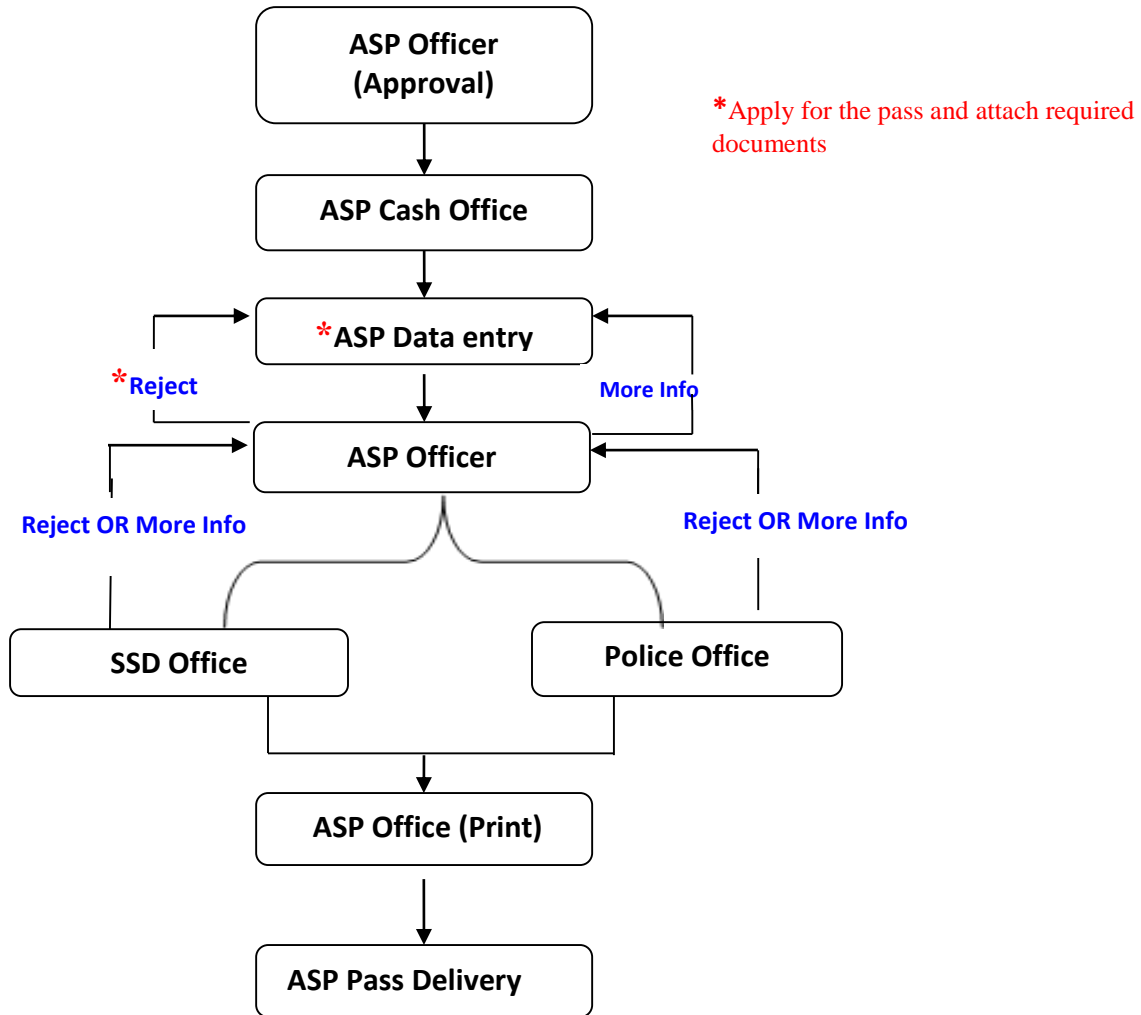 ASP Officer
(Approval)
*Apply for the pass and attach required
documents
ASP Cash Office
*ASP Data entry
*Reject
More Info
ASP Officer
Reject OR More Info
Reject OR More Info
SSD Office
Police Office
ASP Office (Print)
ASP Pass Delivery